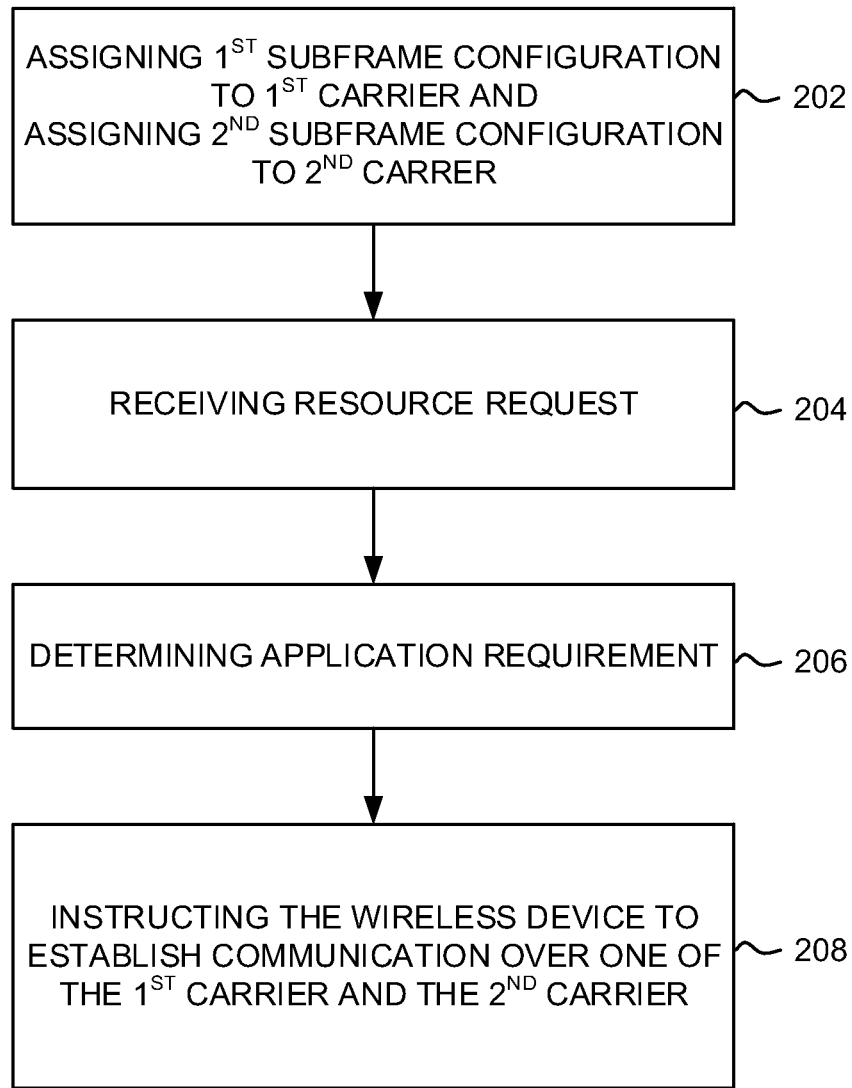 ASSIGNING 1ST SUBFRAME CONFIGURATION
TO 1ST CARRIER AND
ASSIGNING 2ND SUBFRAME CONFIGURATION
TO 2ND CARRER
202
RECEIVING RESOURCE REQUEST
204
DETERMINING APPLICATION REQUIREMENT
206
INSTRUCTING THE WIRELESS DEVICE TO
ESTABLISH COMMUNICATION OVER ONE OF
THE 1ST CARRIER AND THE 2ND CARRIER
208